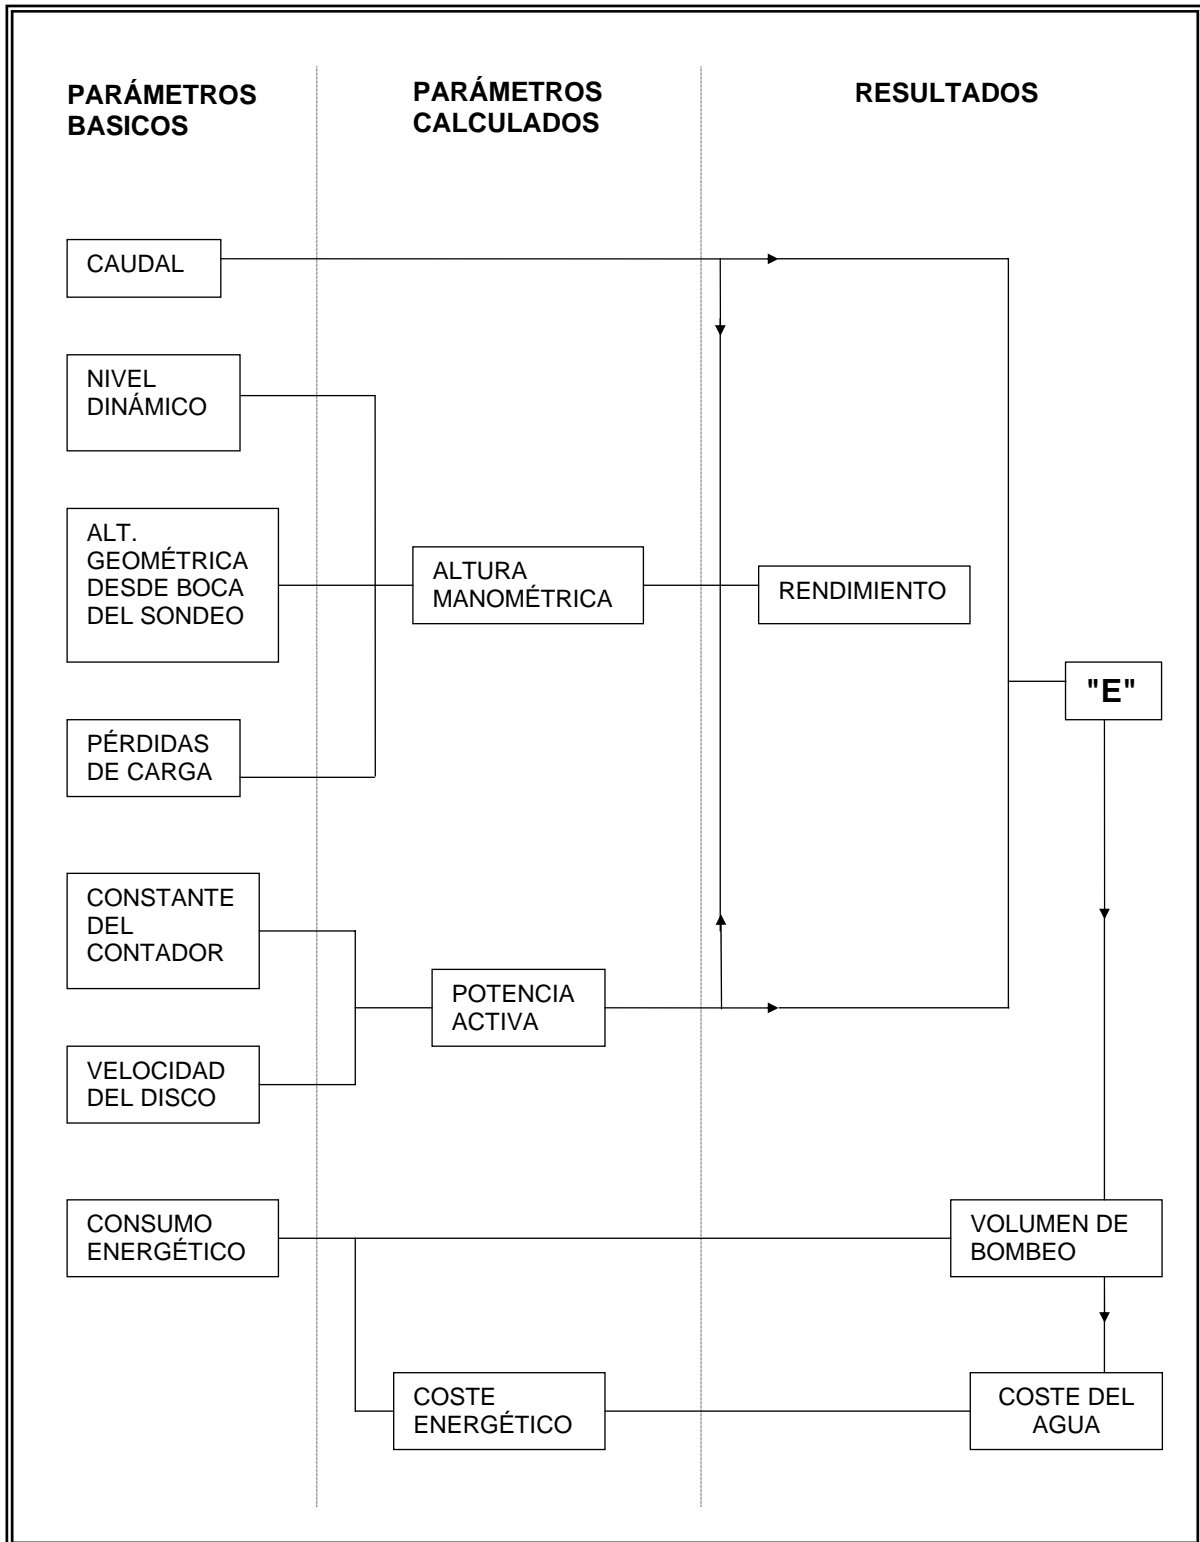 PARÁMETROS
BASICOS
PARÁMETROS
CALCULADOS
RESULTADOS
CAUDAL
NIVEL
DINÁMICO
ALT.
GEOMÉTRICA
DESDE BOCA
DEL SONDEO
ALTURA
MANOMÉTRICA
RENDIMIENTO
"E"
PÉRDIDAS
DE CARGA
CONSTANTE
DEL
CONTADOR
POTENCIA
ACTIVA
VELOCIDAD
DEL DISCO
CONSUMO
ENERGÉTICO
VOLUMEN DE
BOMBEO
COSTE
ENERGÉTICO
COSTE DEL
AGUA